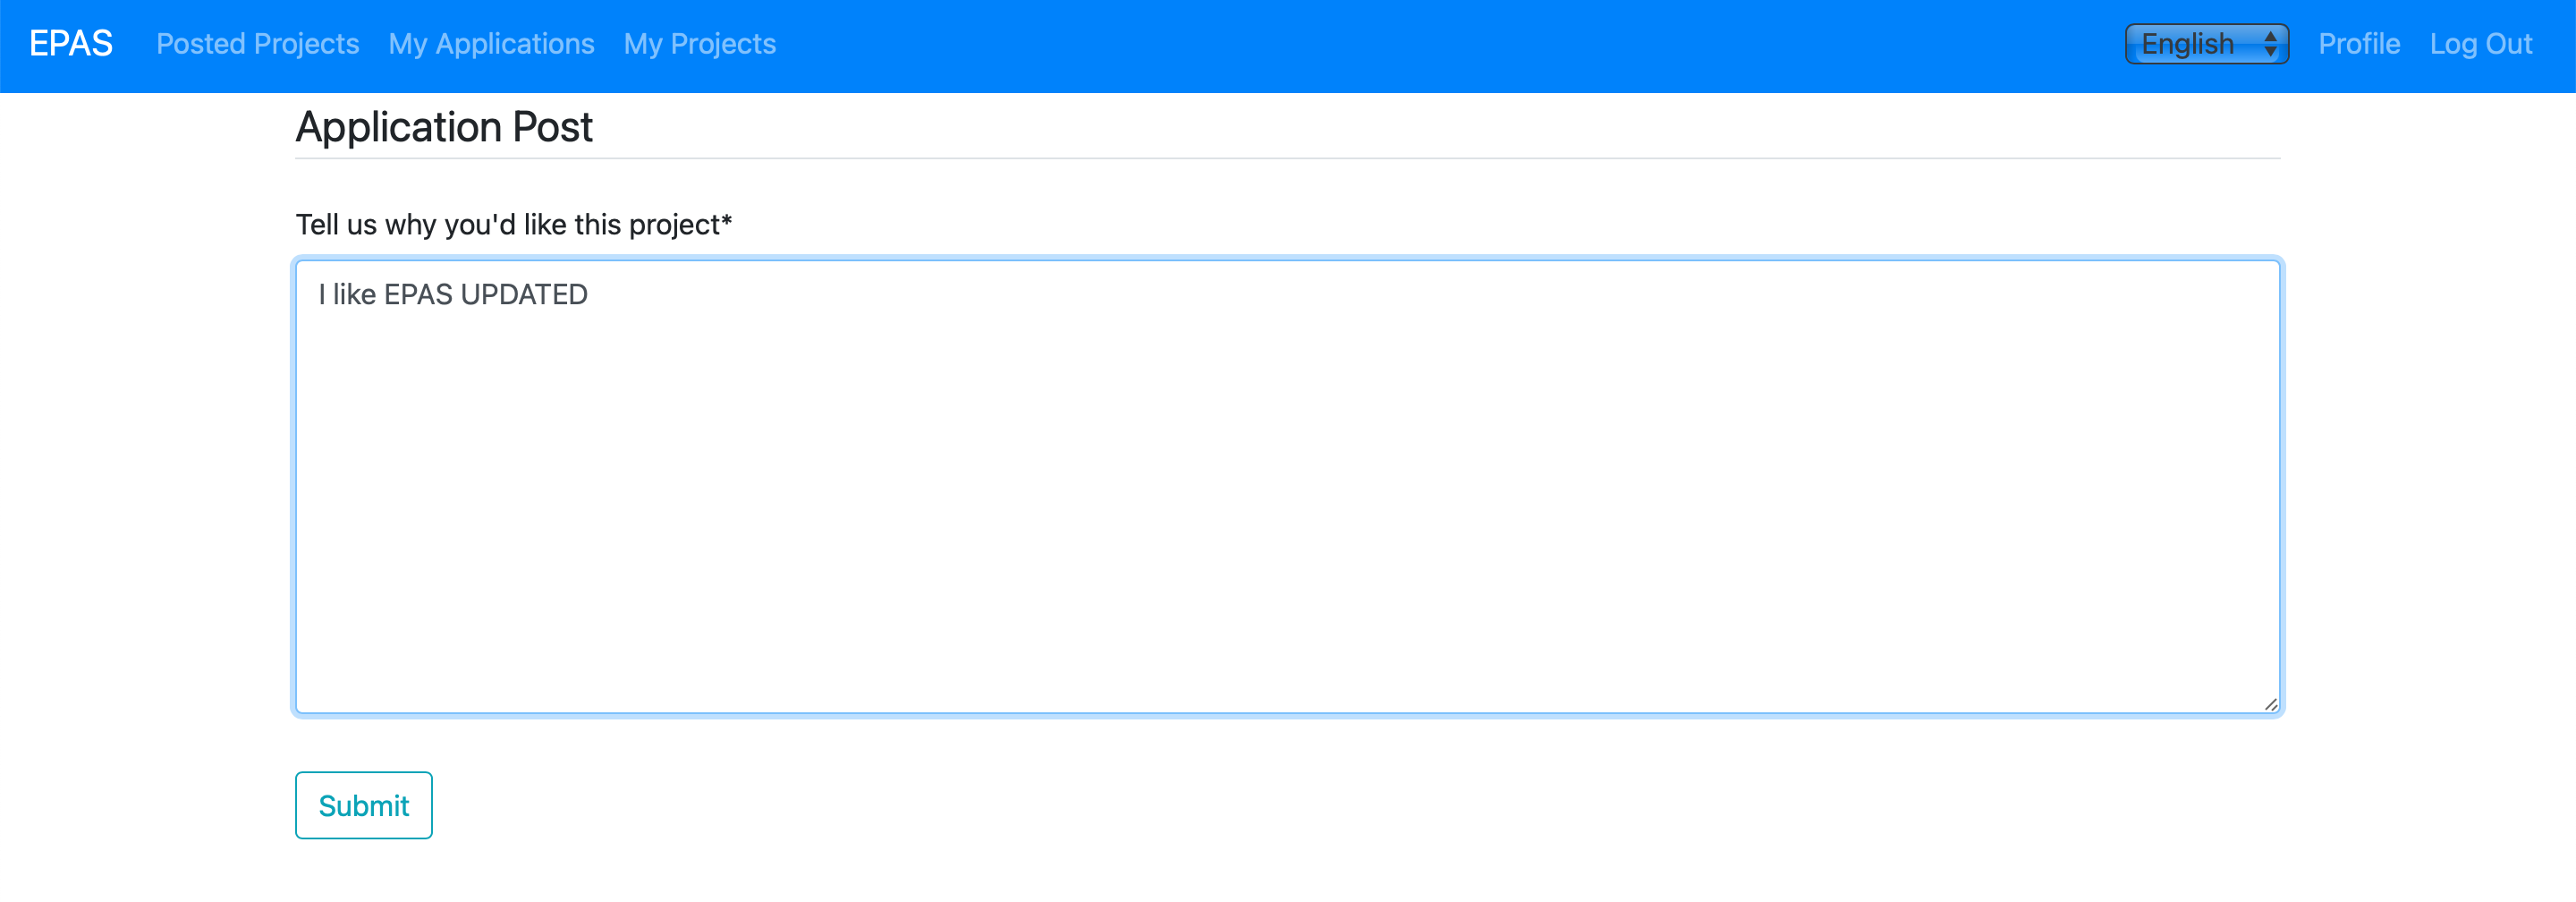 EPAS Posted Projects My Applications My Projects English Profile Log Out
Application Post
Tell us why you'd like this project*
I like EPAS UPDATED
Submit